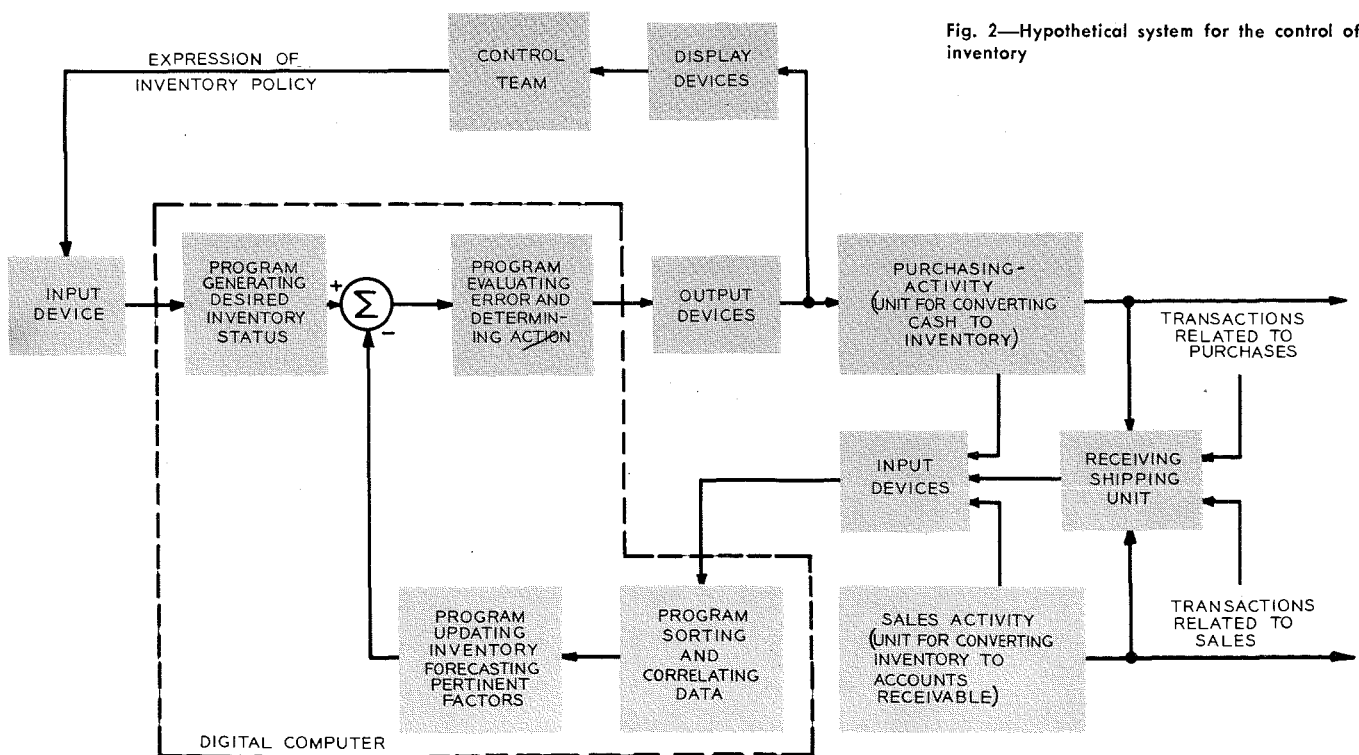 Fig. 2—Hypothetical system for the control of
inventory
EXPRESSION OF
INVENTORY POLICY
CONTROL
TEAM
DISPLAY
DEVICES
INPUT
DEVICE
PROGRAM
GENERATING
DESIRED
INVENTORY
STATUS
+
Σ
-
PROGRAM
EVALUATING
ERROR AND
DETERMIN-
ING ACTION
OUTPUT
DEVICES
PURCHASING-
ACTIVITY
(UNIT FOR CONVERTING
CASH TO
INVENTORY)
TRANSACTIONS
RELATED TO
PURCHASES
INPUT
DEVICES
RECEIVING
SHIPPING
UNIT
PROGRAM
UPDATING
INVENTORY
FORECASTING
PERTINENT
FACTORS
PROGRAM
SORTING
AND
CORRELATING
DATA
SALES ACTIVITY
(UNIT FOR CONVERTING
INVENTORY TO
ACCOUNTS
RECEIVABLE)
TRANSACTIONS
RELATED TO
SALES
DIGITAL COMPUTER